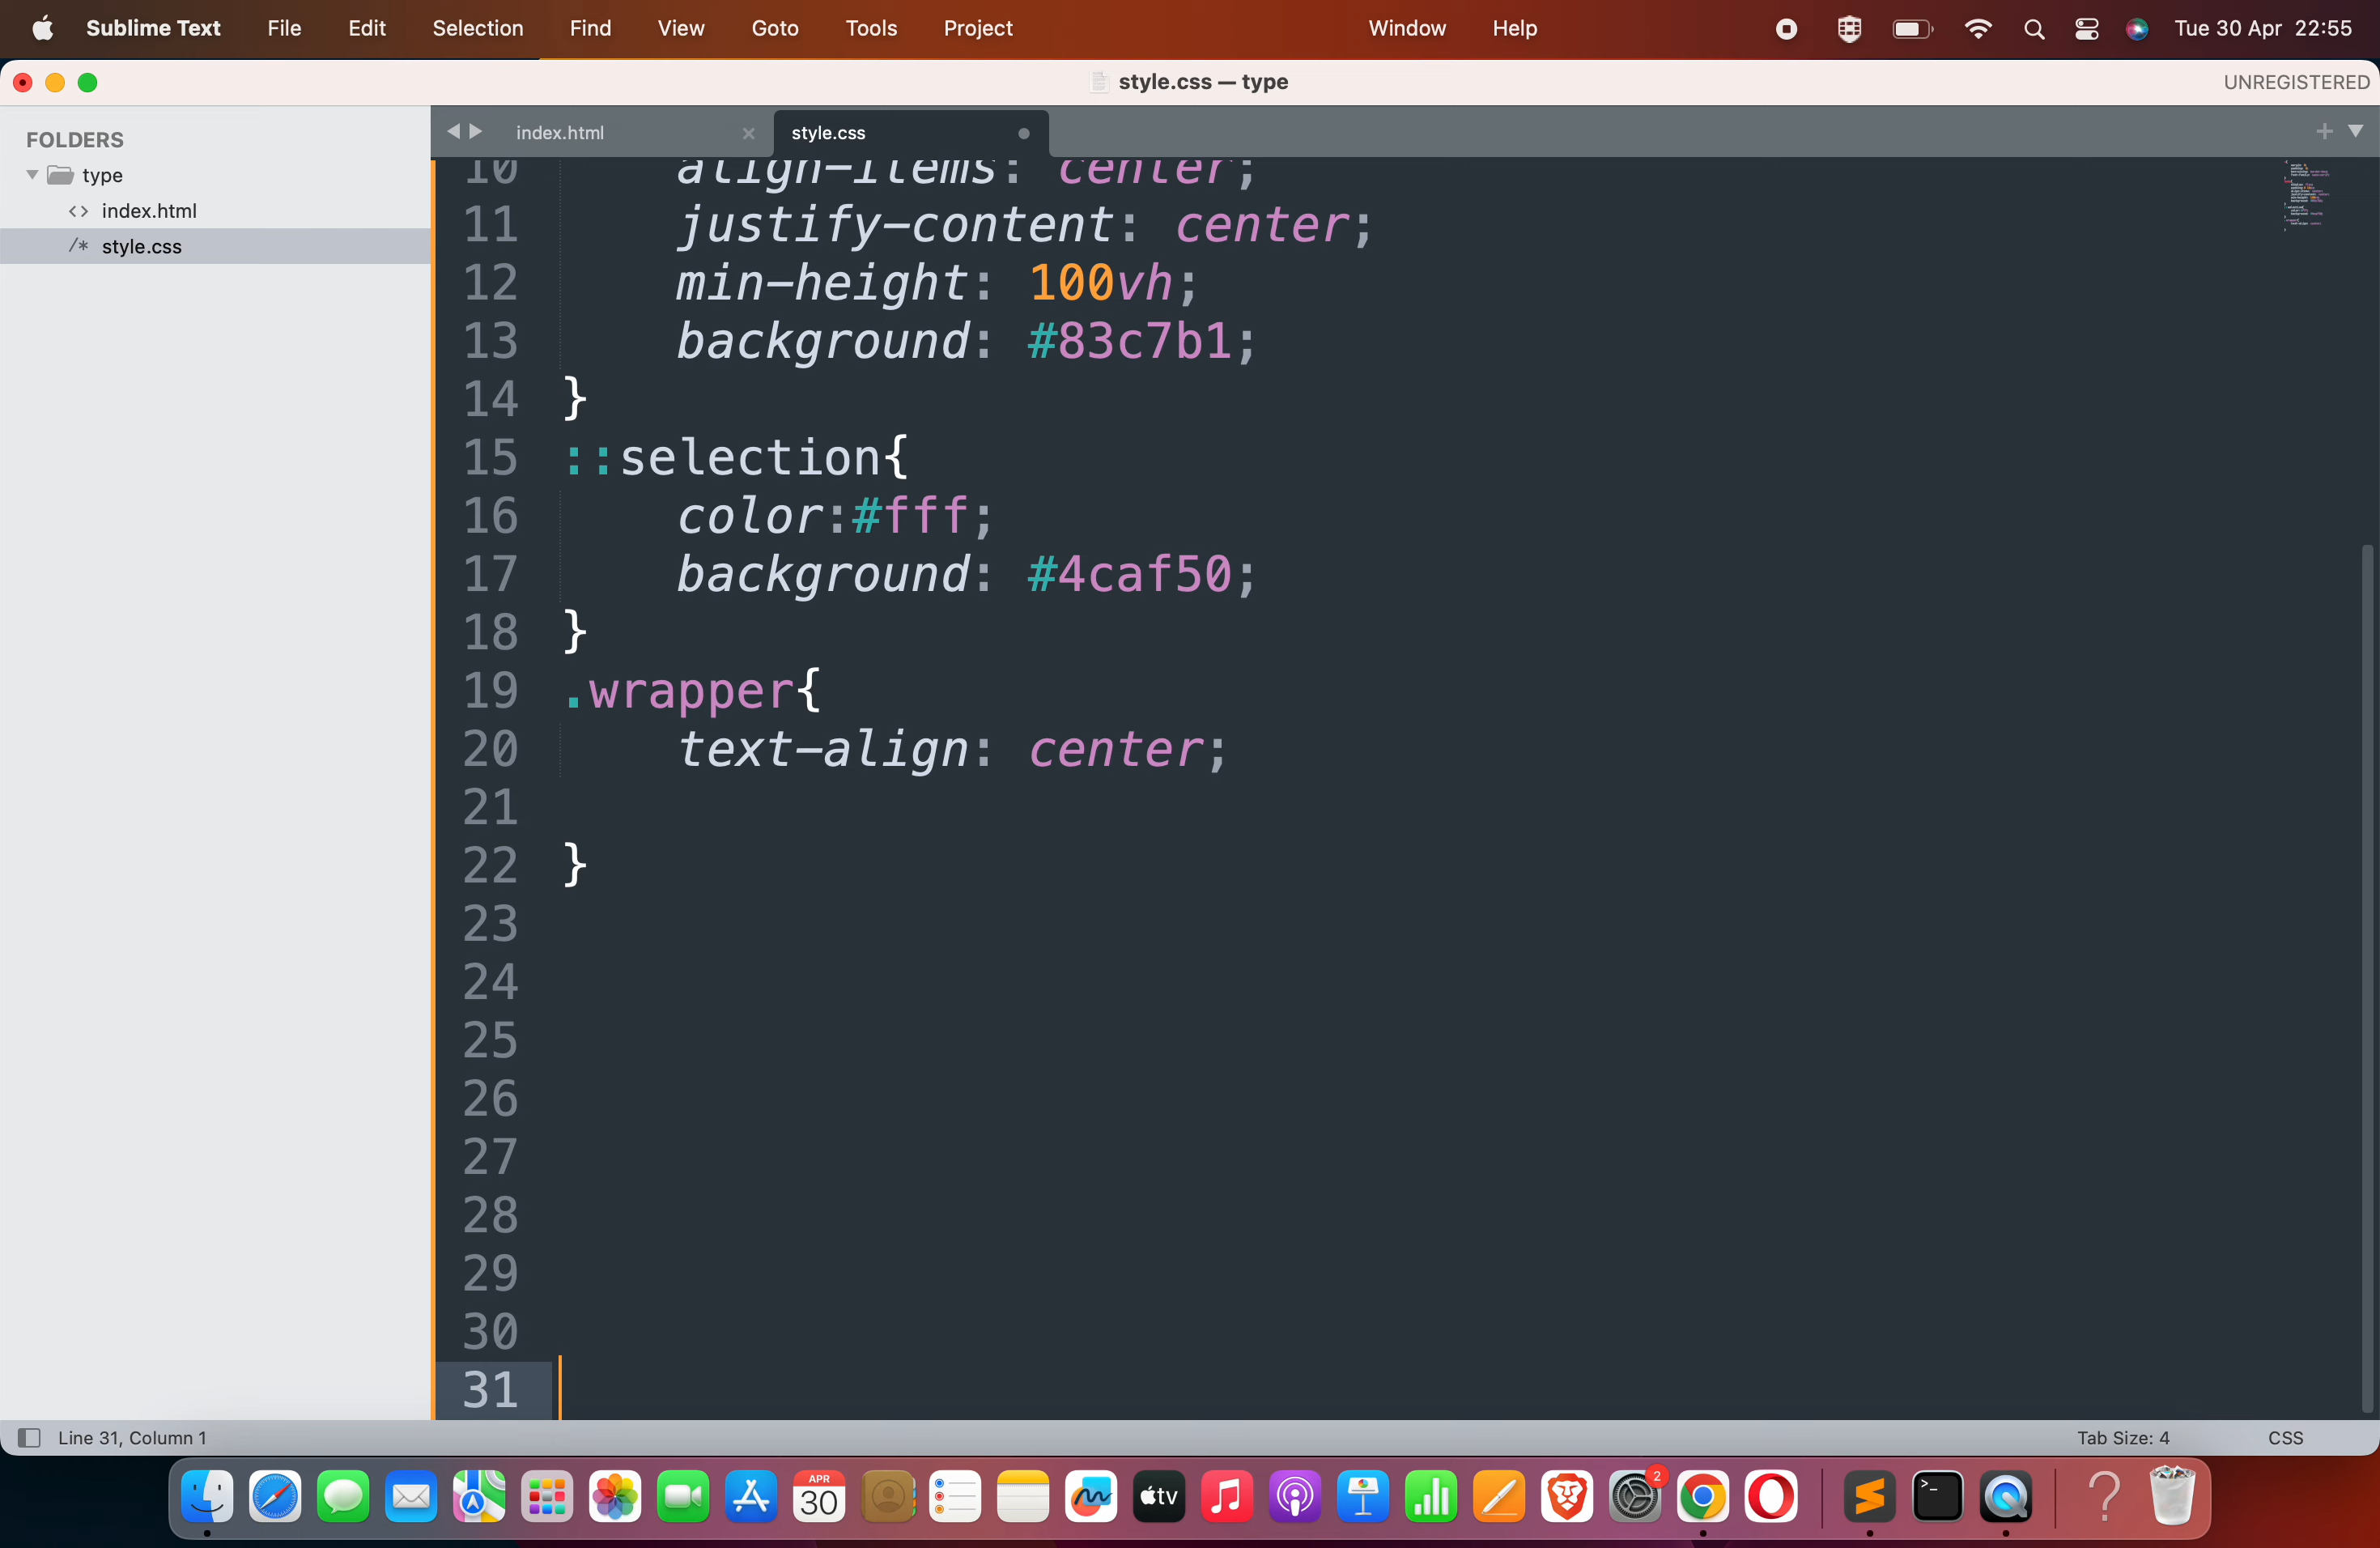 Sublime Text File Edit Selection Find View Goto Tools Project Window Help Tue 30 Apr 22:55
style.css — type UNREGISTERED
FOLDERS
type
index.html
/* style.css
index.html style.css
10 align-items: center;
11 justify-content: center;
12 min-height: 100vh;
13 background: #83c7b1;
14 }
15 ::selection{
16 color:#fff;
17 background: #4caf50;
18 }
19 .wrapper{
20 text-align: center;
21
22 }
23
24
25
26
27
28
29
30
31
Line 31, Column 1 Tab Size: 4 CSS
APR
30
tv
2